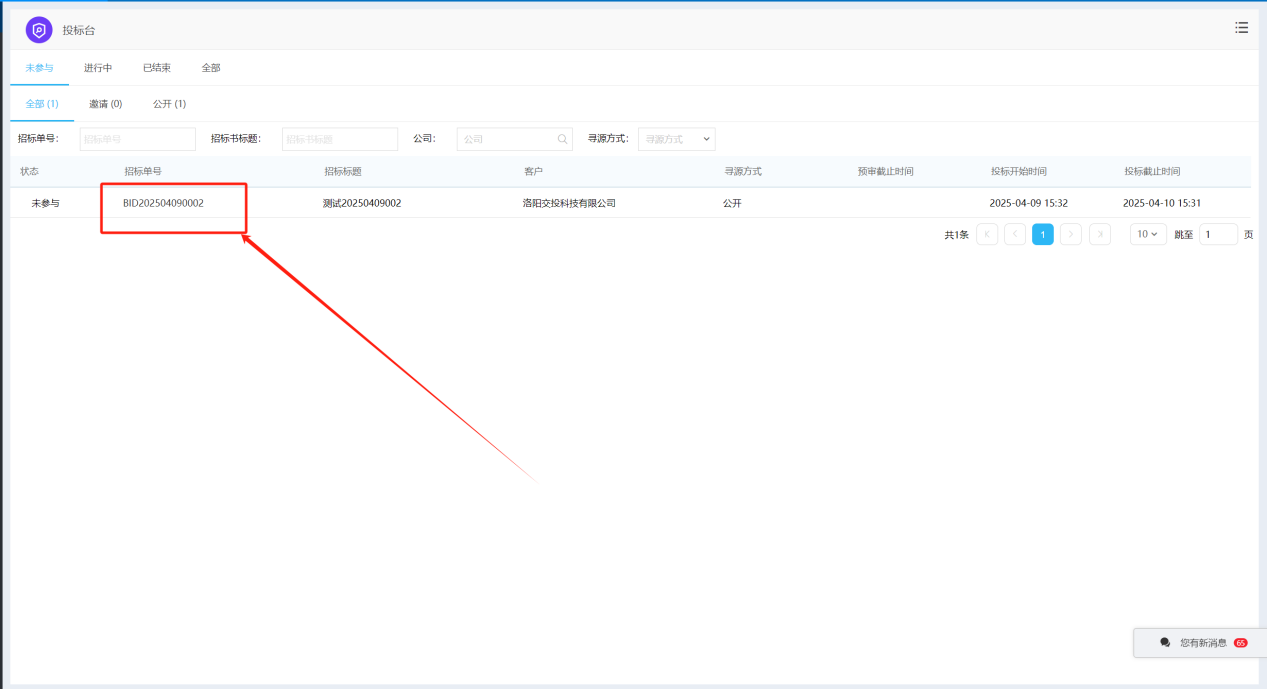 投标台
未参与 进行中 已结束 全部
全部 (1) 邀请 (0) 公开 (1)
招标单号： 招标单号 招标书标题： 招标书标题 公司： 公司 寻源方式： 寻源方式
状态 招标单号 招标标题 客户 寻源方式 预审截止时间 投标开始时间 投标截止时间
未参与 BID202504090002 测试20250409002 洛阳交投科技有限公司 公开 2025-04-09 15:32 2025-04-10 15:31
共1条 1 10 跳至 1 页
您有新消息 65